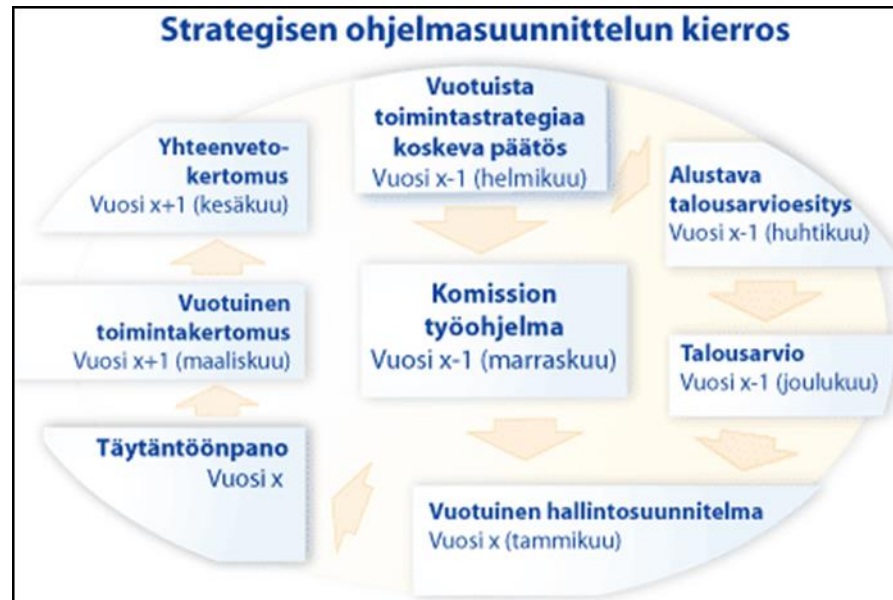 Strategisen ohjelmasuunnittelun kierros
Vuotuista
toimintastrategiaa
koskeva päätös
Vuosi x-1 (helmikuu)
Alustava
talousarvioesitys
Vuosi x-1 (huhtikuu)
Talousarvio
Vuosi x-1 (joulukuu)
Komission
työohjelma
Vuosi x-1 (marraskuu)
Vuotuinen hallintosuunnitelma
Vuosi x (tammikuu)
Täytäntöönpano
Vuosi x
Vuotuinen
toimintakertomus
Vuosi x+1 (maaliskuu)
Yhteenveto-
kertomus
Vuosi x+1 (kesäkuu)